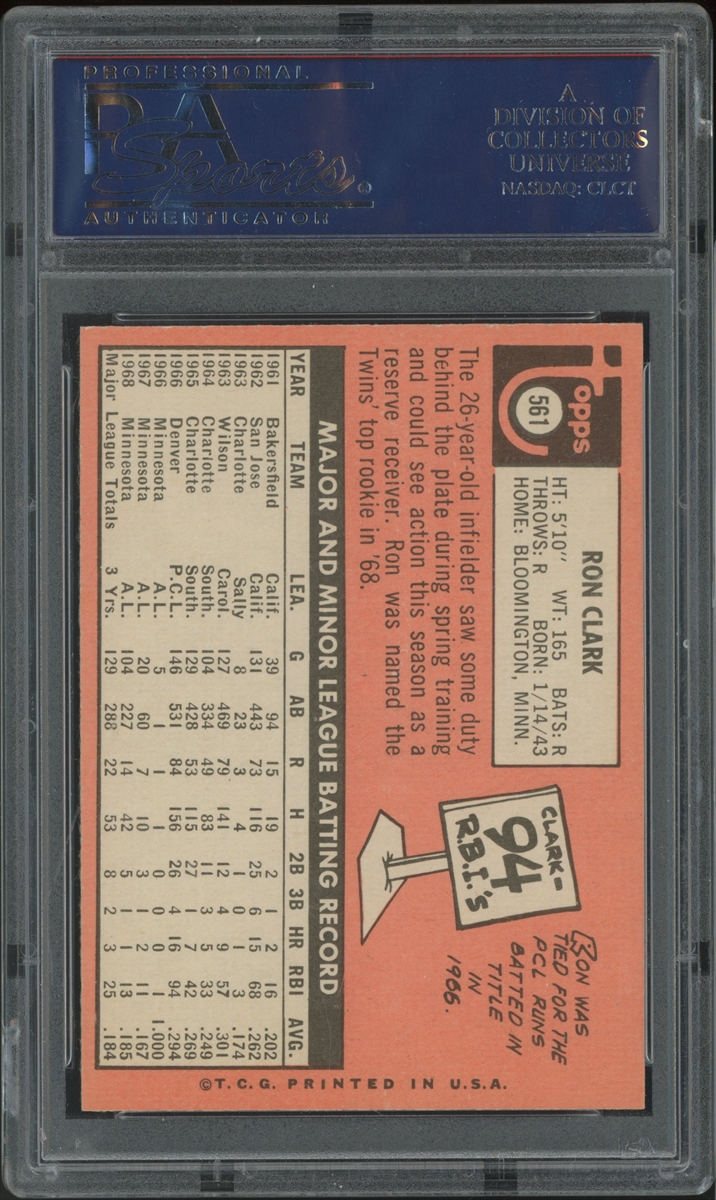 PROFESSIONAL
PSA
Sports®
AUTHENTICATOR
A
DIVISION OF
COLLECTORS
UNIVERSE
NASDAQ: CLCT
Topps
561
RON CLARK
HT: 5'10" WT: 165 BATS: R
THROWS: R BORN: 1/14/43
HOME: BLOOMINGTON, MINN.
The 26-year-old infielder saw some duty
behind the plate during spring training
and could see action this season as a
reserve receiver. Ron was named the
Twins' top rookie in '68.
CLARK-
94
R.B.I.'s
RON WAS
TIED FOR THE
PCL RUNS
BATTED IN
TITLE
IN
1966.
MAJOR AND MINOR LEAGUE BATTING RECORD
YEAR TEAM LEA. G AB R H 2B 3B HR RBI AVG.
1961 Bakersfield Calif. 39 94 15 19 2 1 2 16 .202
1962 San Jose Calif. 131 443 73 116 25 6 15 68 .262
1963 Charlotte Sally 8 23 3 4 1 0 1 3 .174
1963 Wilson Carol. 127 469 79 141 12 4 9 57 .301
1964 Charlotte South. 104 334 49 83 11 3 5 33 .249
1965 Charlotte South. 129 428 53 115 27 1 7 42 .269
1966 Denver P.C.L. 146 531 84 156 26 4 16 94 .294
1966 Minnesota A.L. 5 1 1 1 0 0 0 1 1.000
1967 Minnesota A.L. 20 60 7 10 3 1 2 11 .167
1968 Minnesota A.L. 104 227 14 42 5 1 1 13 .185
Major League Totals 3 Yrs. 129 288 22 53 8 2 3 25 .184
©T.C.G. PRINTED IN U.S.A.